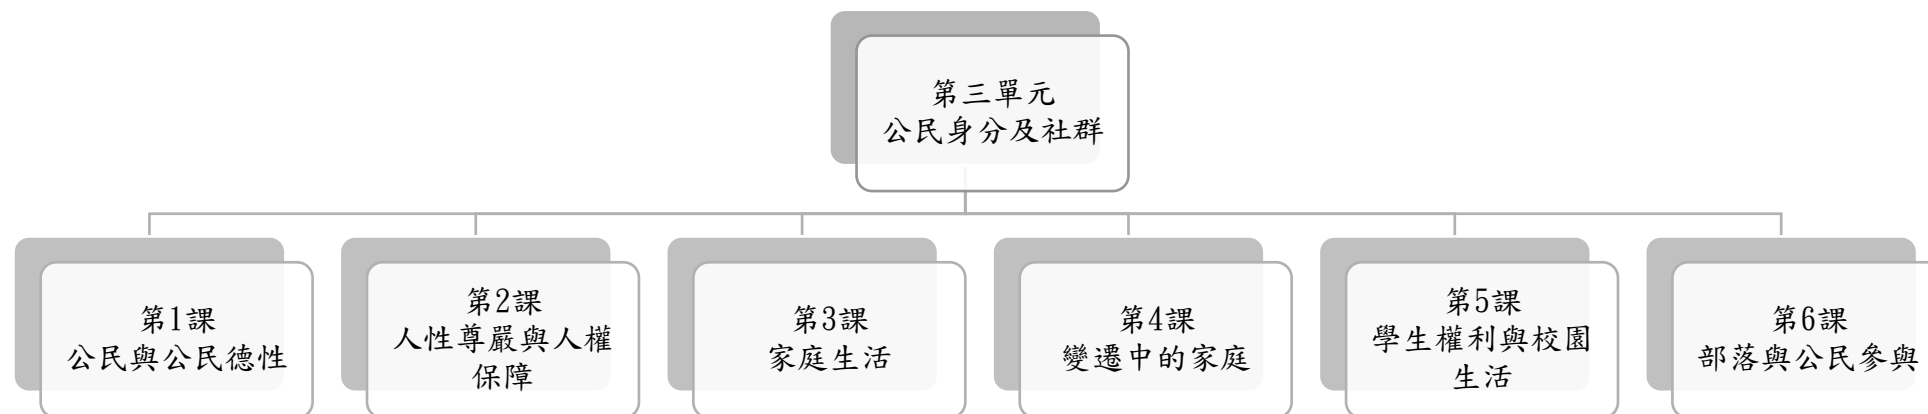 第三單元
公民身分及社群
第1課
公民與公民德性
第2課
人性尊嚴與人權
保障
第3課
家庭生活
第4課
變遷中的家庭
第5課
學生權利與校園
生活
第6課
部落與公民參與